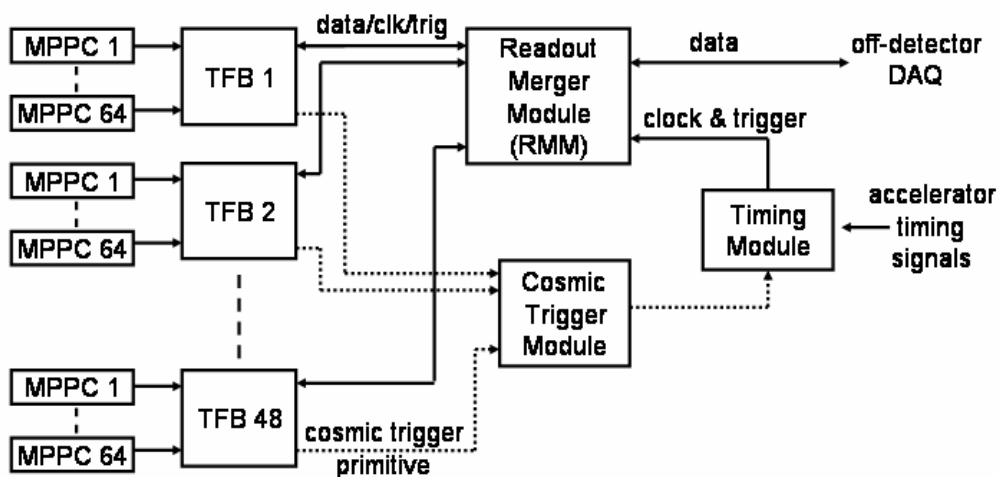 MPPC 1
MPPC 64
TFB 1
data/clk/trig
Readout
Merger
Module
(RMM)
data
off-detector
DAQ
clock & trigger
MPPC 1
MPPC 64
TFB 2
Timing
Module
accelerator
timing
signals
Cosmic
Trigger
Module
MPPC 1
MPPC 64
TFB 48
cosmic trigger
primitive